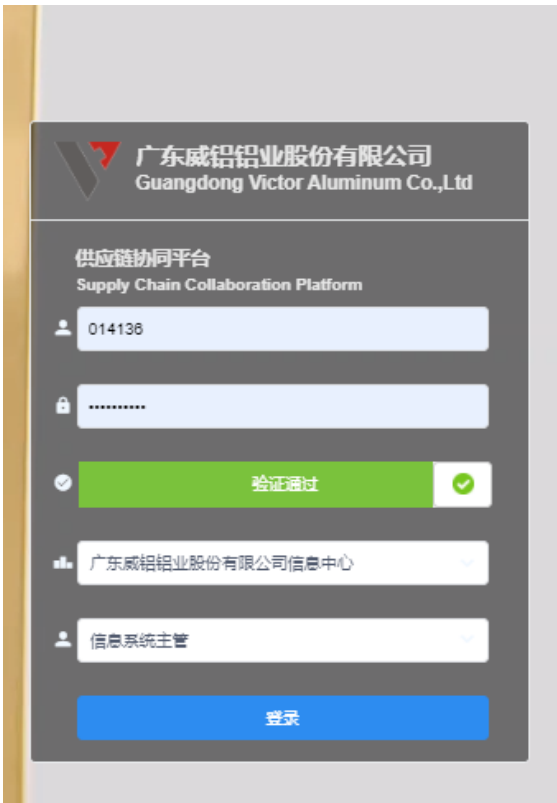 广东威铝铝业股份有限公司
Guangdong Victor Aluminum Co.,Ltd
供应链协同平台
Supply Chain Collaboration Platform
014136
••••••••••
验证通过
广东威铝铝业股份有限公司信息中心
信息系统主管
登录